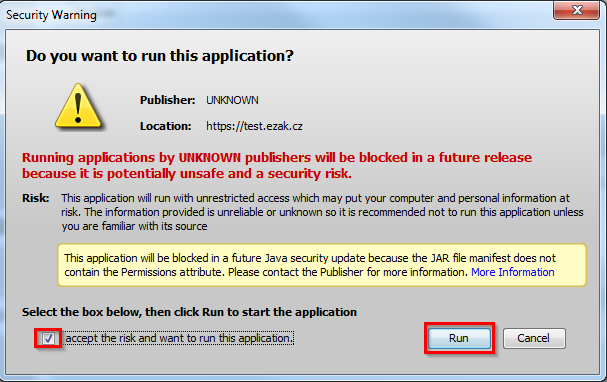 Security Warning
Do you want to run this application?
Publisher: UNKNOWN
Location: https://test.ezak.cz
Running applications by UNKNOWN publishers will be blocked in a future release
because it is potentially unsafe and a security risk.
Risk: This application will run with unrestricted access which may put your computer and personal information at
risk. The information provided is unreliable or unknown so it is recommended not to run this application unless
you are familiar with its source
This application will be blocked in a future Java security update because the JAR file manifest does not
contain the Permissions attribute. Please contact the Publisher for more information. More Information
Select the box below, then click Run to start the application
I accept the risk and want to run this application.
Run
Cancel